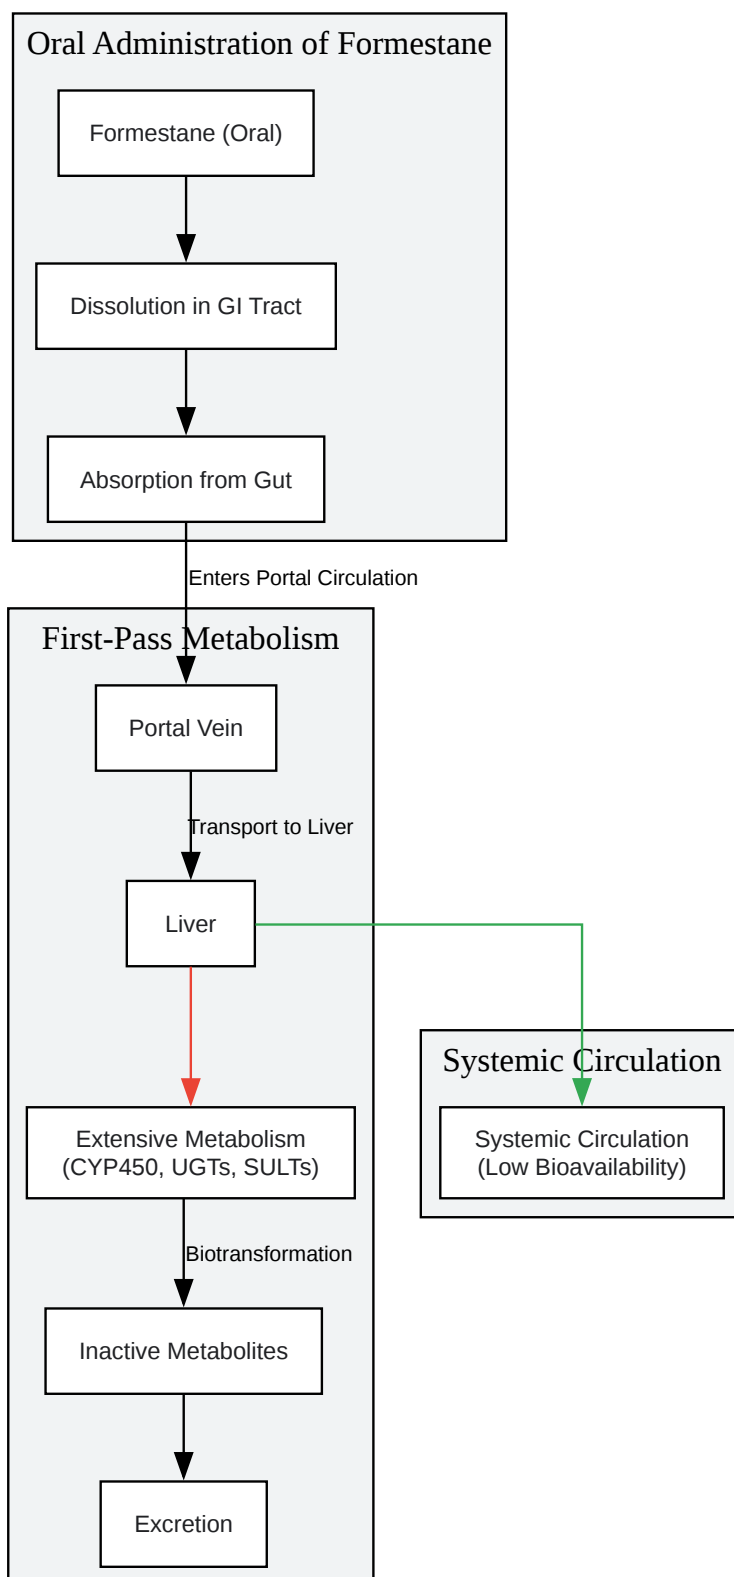 Oral Administration of Formestane
Formestane (Oral)
Dissolution in GI Tract
Absorption from Gut
Enters Portal Circulation
First-Pass Metabolism
Portal Vein
Transport to Liver
Liver
Systemic Circulation
Extensive Metabolism
(CYP450, UGTs, SULTs)
Systemic Circulation
(Low Bioavailability)
Biotransformation
Inactive Metabolites
Excretion